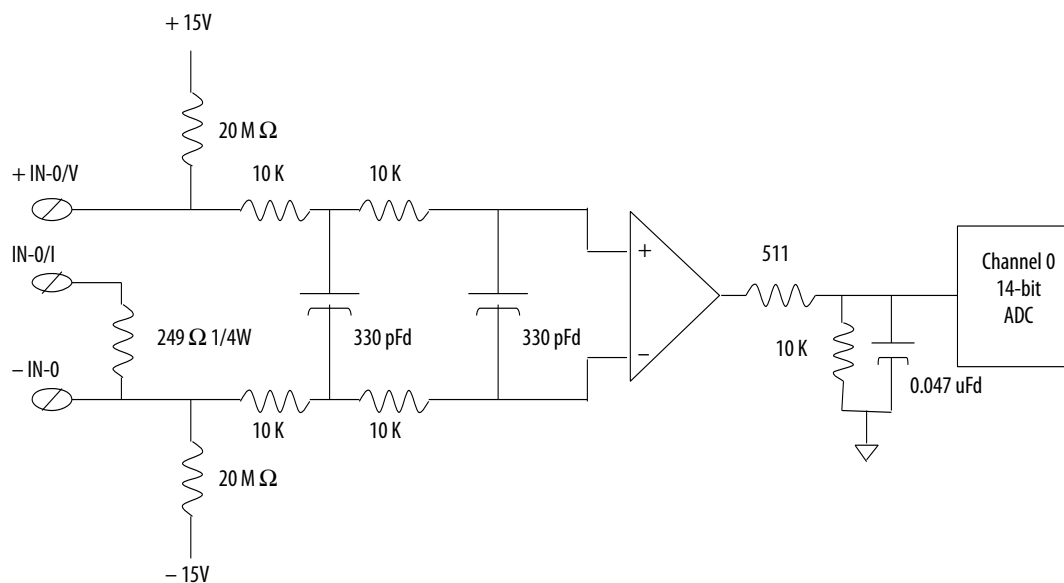 + 15V
20 M Ω
+ IN-0/V
10 K
10 K
IN-0/I
+
511
Channel 0
14-bit
ADC
249 Ω 1/4W
330 pFd
330 pFd
–
10 K
– IN-0
0.047 uFd
10 K
10 K
20 M Ω
– 15V